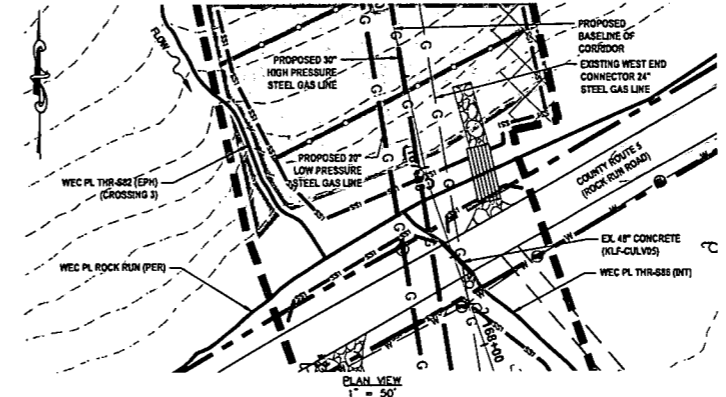 FLOW
PROPOSED 30"
HIGH PRESSURE
STEEL GAS LINE
PROPOSED
BASELINE OF
CORRIDOR
EXISTING WEST END
CONNECTOR 24"
STEEL GAS LINE
PROPOSED 20"
LOW PRESSURE
STEEL GAS LINE
WEC PL THR-S82 (EPH)
(CROSSING 3)
COUNTY ROUTE 5
(ROCK RUN ROAD)
WEC PL ROCK RUN (PER)
EX. 48" CONCRETE
(KLF-CULV05)
WEC PL THR-S86 (INT)
168+00
PLAN VIEW
1" = 50'